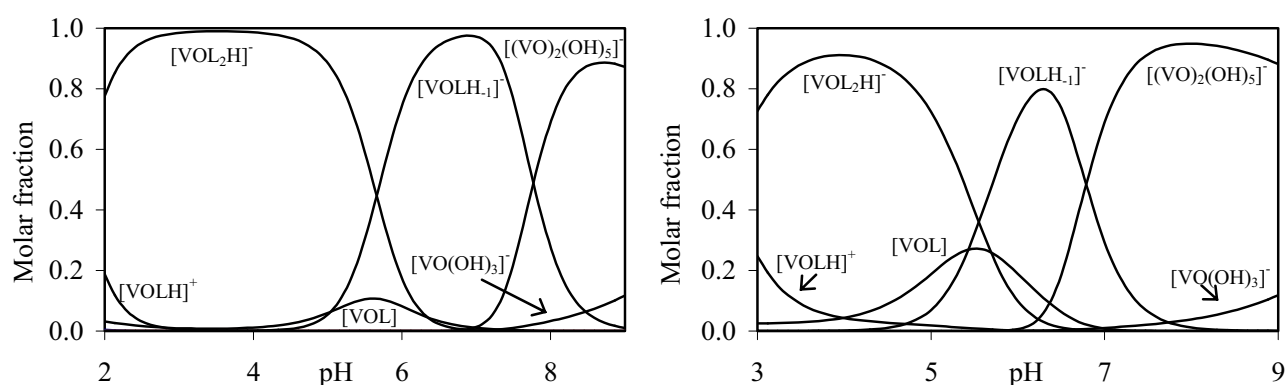 1.0
0.8
0.6
0.4
0.2
0.0
Molar fraction
2 4 pH 6 8
[VOL₂H]⁻
[VOLH₋₁]⁻
[(VO)₂(OH)₅]⁻
[VO(OH)₃]⁻
[VOLH]⁺
[VOL]
1.0
0.8
0.6
0.4
0.2
0.0
Molar fraction
3 5 pH 7 9
[VOL₂H]⁻
[VOLH₋₁]⁻
[(VO)₂(OH)₅]⁻
[VOL]
[VOLH]⁺
[VO(OH)₃]⁻